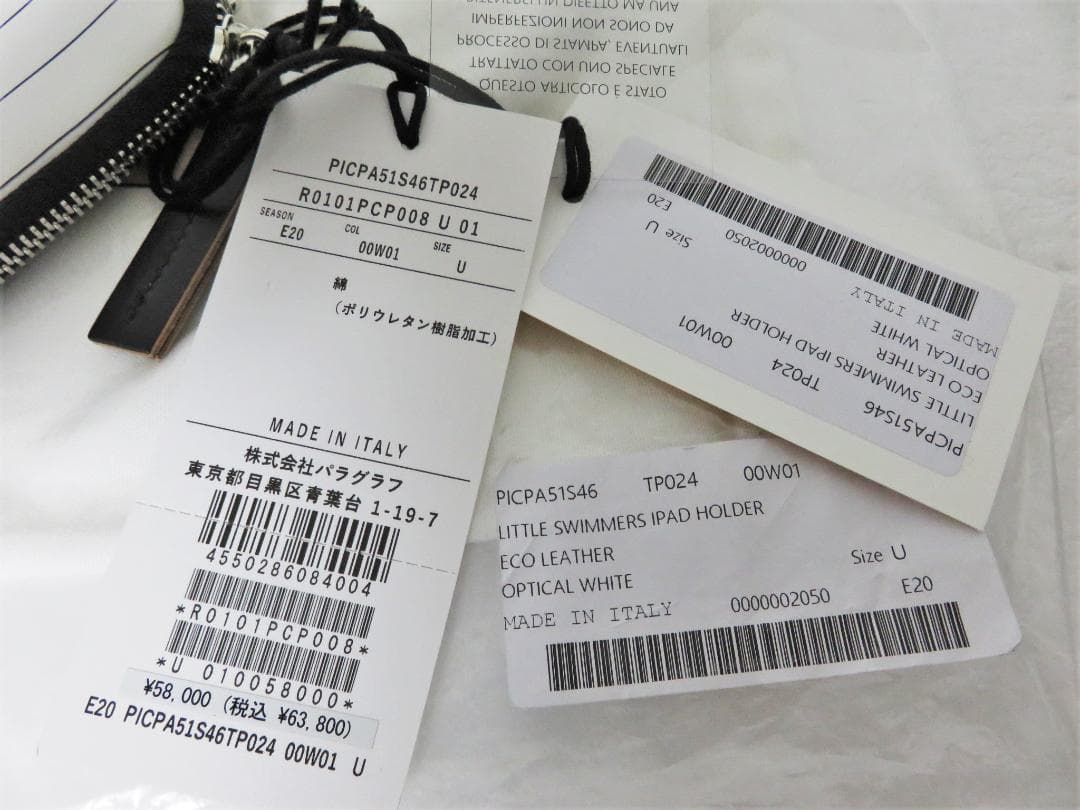 PICPA51S46TP024
R0101PCP008 U 01
SEASON COL SIZE
E20 00W01 U
綿
(ポリウレタン樹脂加工)
MADE IN ITALY
株式会社パラグラフ
東京都目黒区青葉台 1-19-7
4550286084004
*R0101PCP008*
*U 010058000*
¥58,000 (税込 ¥63,800)
E20 PICPA51S46TP024 00W01 U
QUESTO ARTICOLO È STATO
TRATTATO CON UNO SPECIALE
PROCESSO DI STAMPA, EVENTUALI
IMPERFEZIONI NON SONO DA
RITENERSI UN DIFETTO MA UNA
PICPA51S46 TP024 00W01
LITTLE SWIMMERS IPAD HOLDER
ECO LEATHER
OPTICAL WHITE
MADE IN ITALY 0000002050
Size U
E20
PICPA51S46 TP024 00W01
LITTLE SWIMMERS IPAD HOLDER
ECO LEATHER
Size U
OPTICAL WHITE
MADE IN ITALY 0000002050 E20